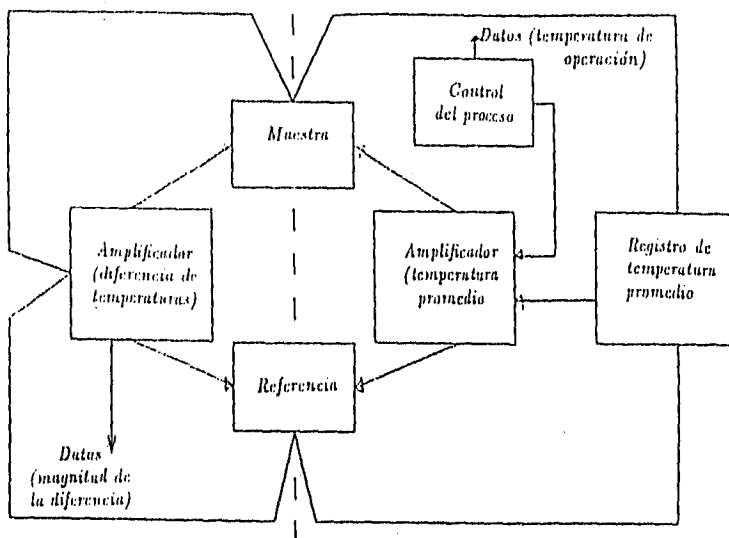 Datos (temperatura de
operación)
Control
del proceso
Muestra
Amplificador
(diferencia de
temperaturas)
Amplificador
(temperatura
promedio
Registro de
temperatura
promedio
Referencia
Datos
(magnitud de
la diferencia)